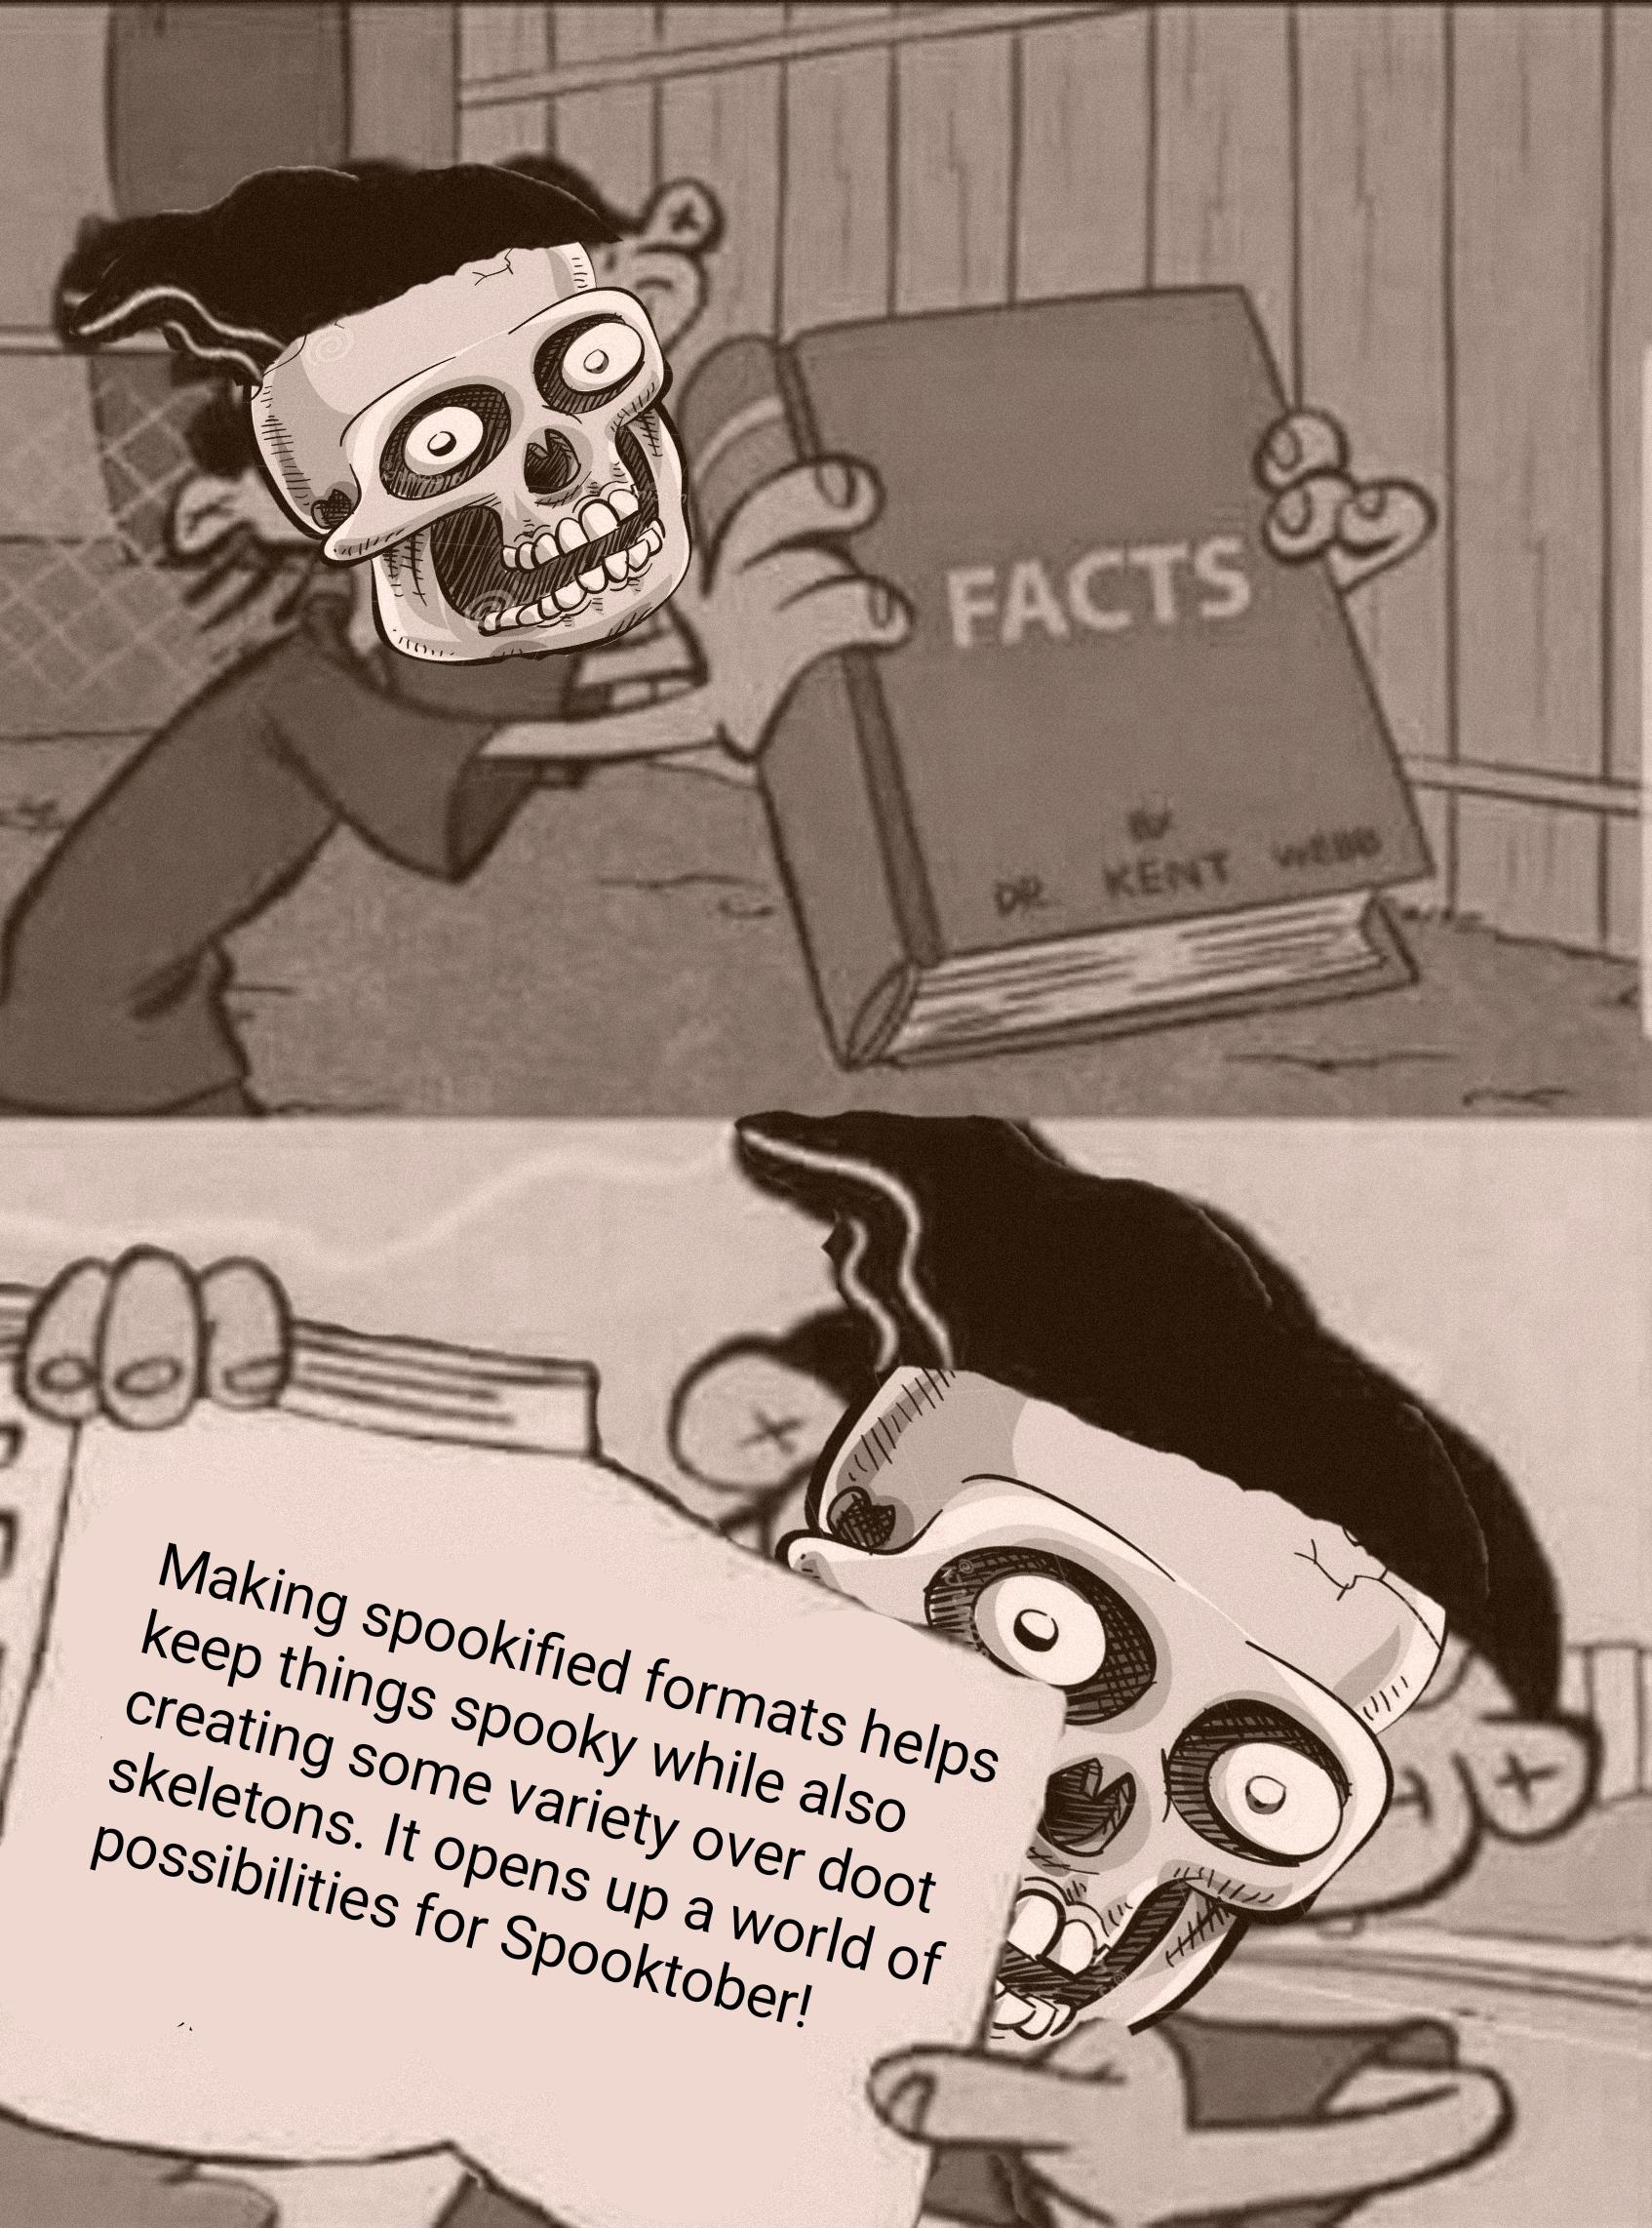 FACTS
by
DR. KENT
Making spookified formats helps
keep things spooky while also
creating some variety over doot
skeletons. It opens up a world of
possibilities for Spooktober!